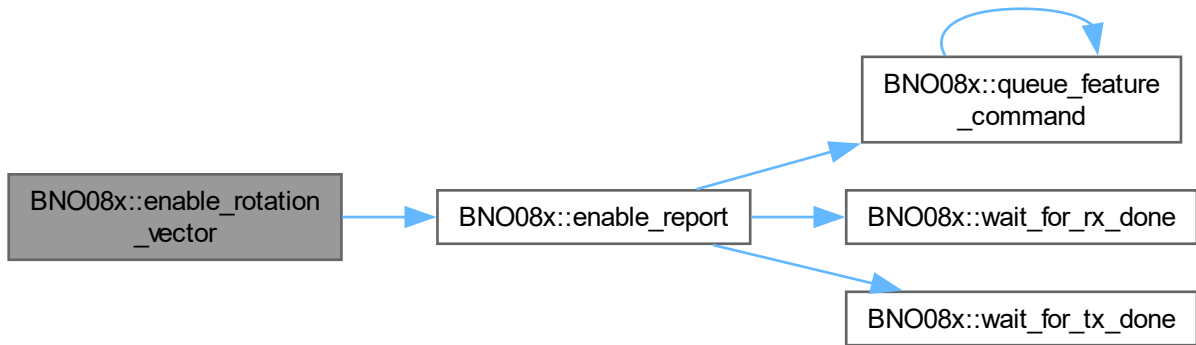 BNO08x::enable_rotation
_vector
BNO08x::enable_report
BNO08x::queue_feature
_command
BNO08x::wait_for_rx_done
BNO08x::wait_for_tx_done